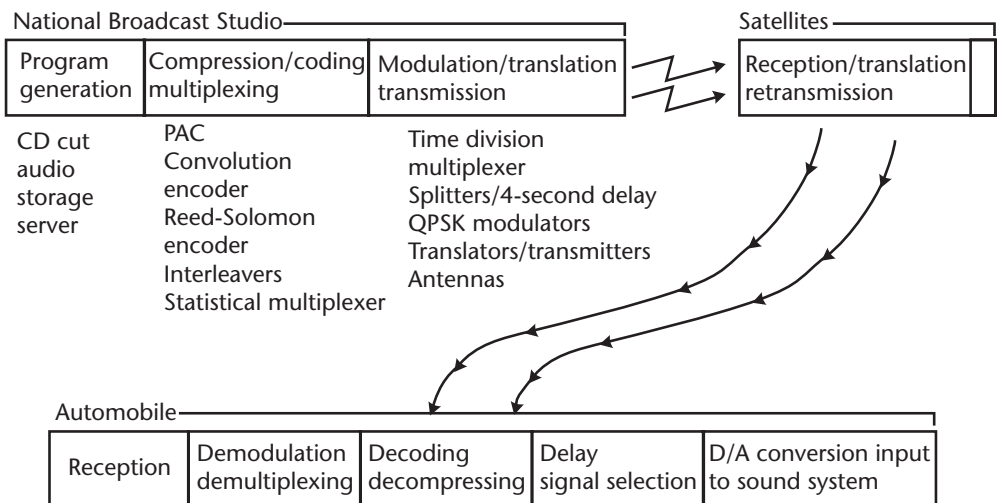 National Broadcast Studio
Satellites
Program
generation
Compression/coding
multiplexing
Modulation/translation
transmission
Reception/translation
retransmission
CD cut
audio
storage
server
PAC
Convolution
encoder
Reed-Solomon
encoder
Interleavers
Statistical multiplexer
Time division
multiplexer
Splitters/4-second delay
QPSK modulators
Translators/transmitters
Antennas
Automobile
Reception
Demodulation
demultiplexing
Decoding
decompressing
Delay
signal selection
D/A conversion input
to sound system